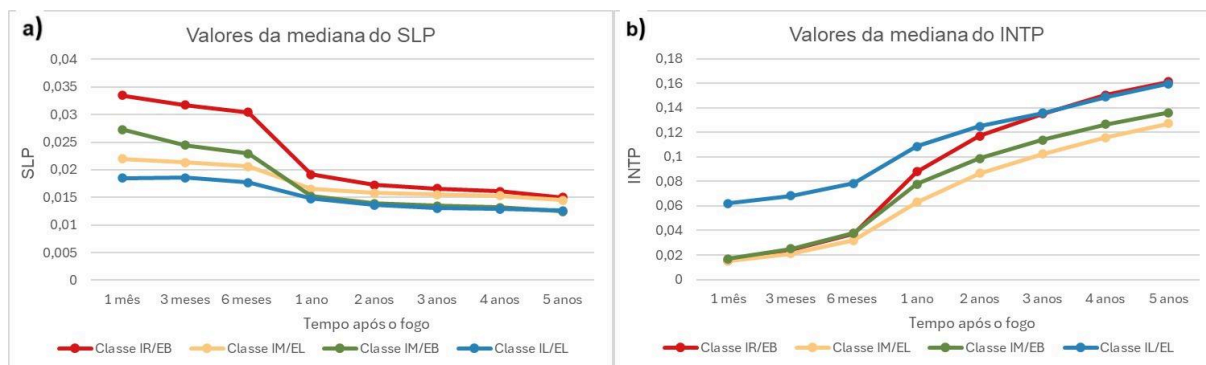 a)
Valores da mediana do SLP
0,04
0,035
0,03
0,025
0,02
0,015
0,01
0,005
0
SLP
1 mês 3 meses 6 meses 1 ano 2 anos 3 anos 4 anos 5 anos
Tempo após o fogo
Classe IR/EB Classe IM/EL Classe IM/EB Classe IL/EL
b)
Valores da mediana do INTP
0,18
0,16
0,14
0,12
0,1
0,08
0,06
0,04
0,02
0
INTP
1 mês 3 meses 6 meses 1 ano 2 anos 3 anos 4 anos 5 anos
Tempo após o fogo
Classe IR/EB Classe IM/EL Classe IM/EB Classe IL/EL